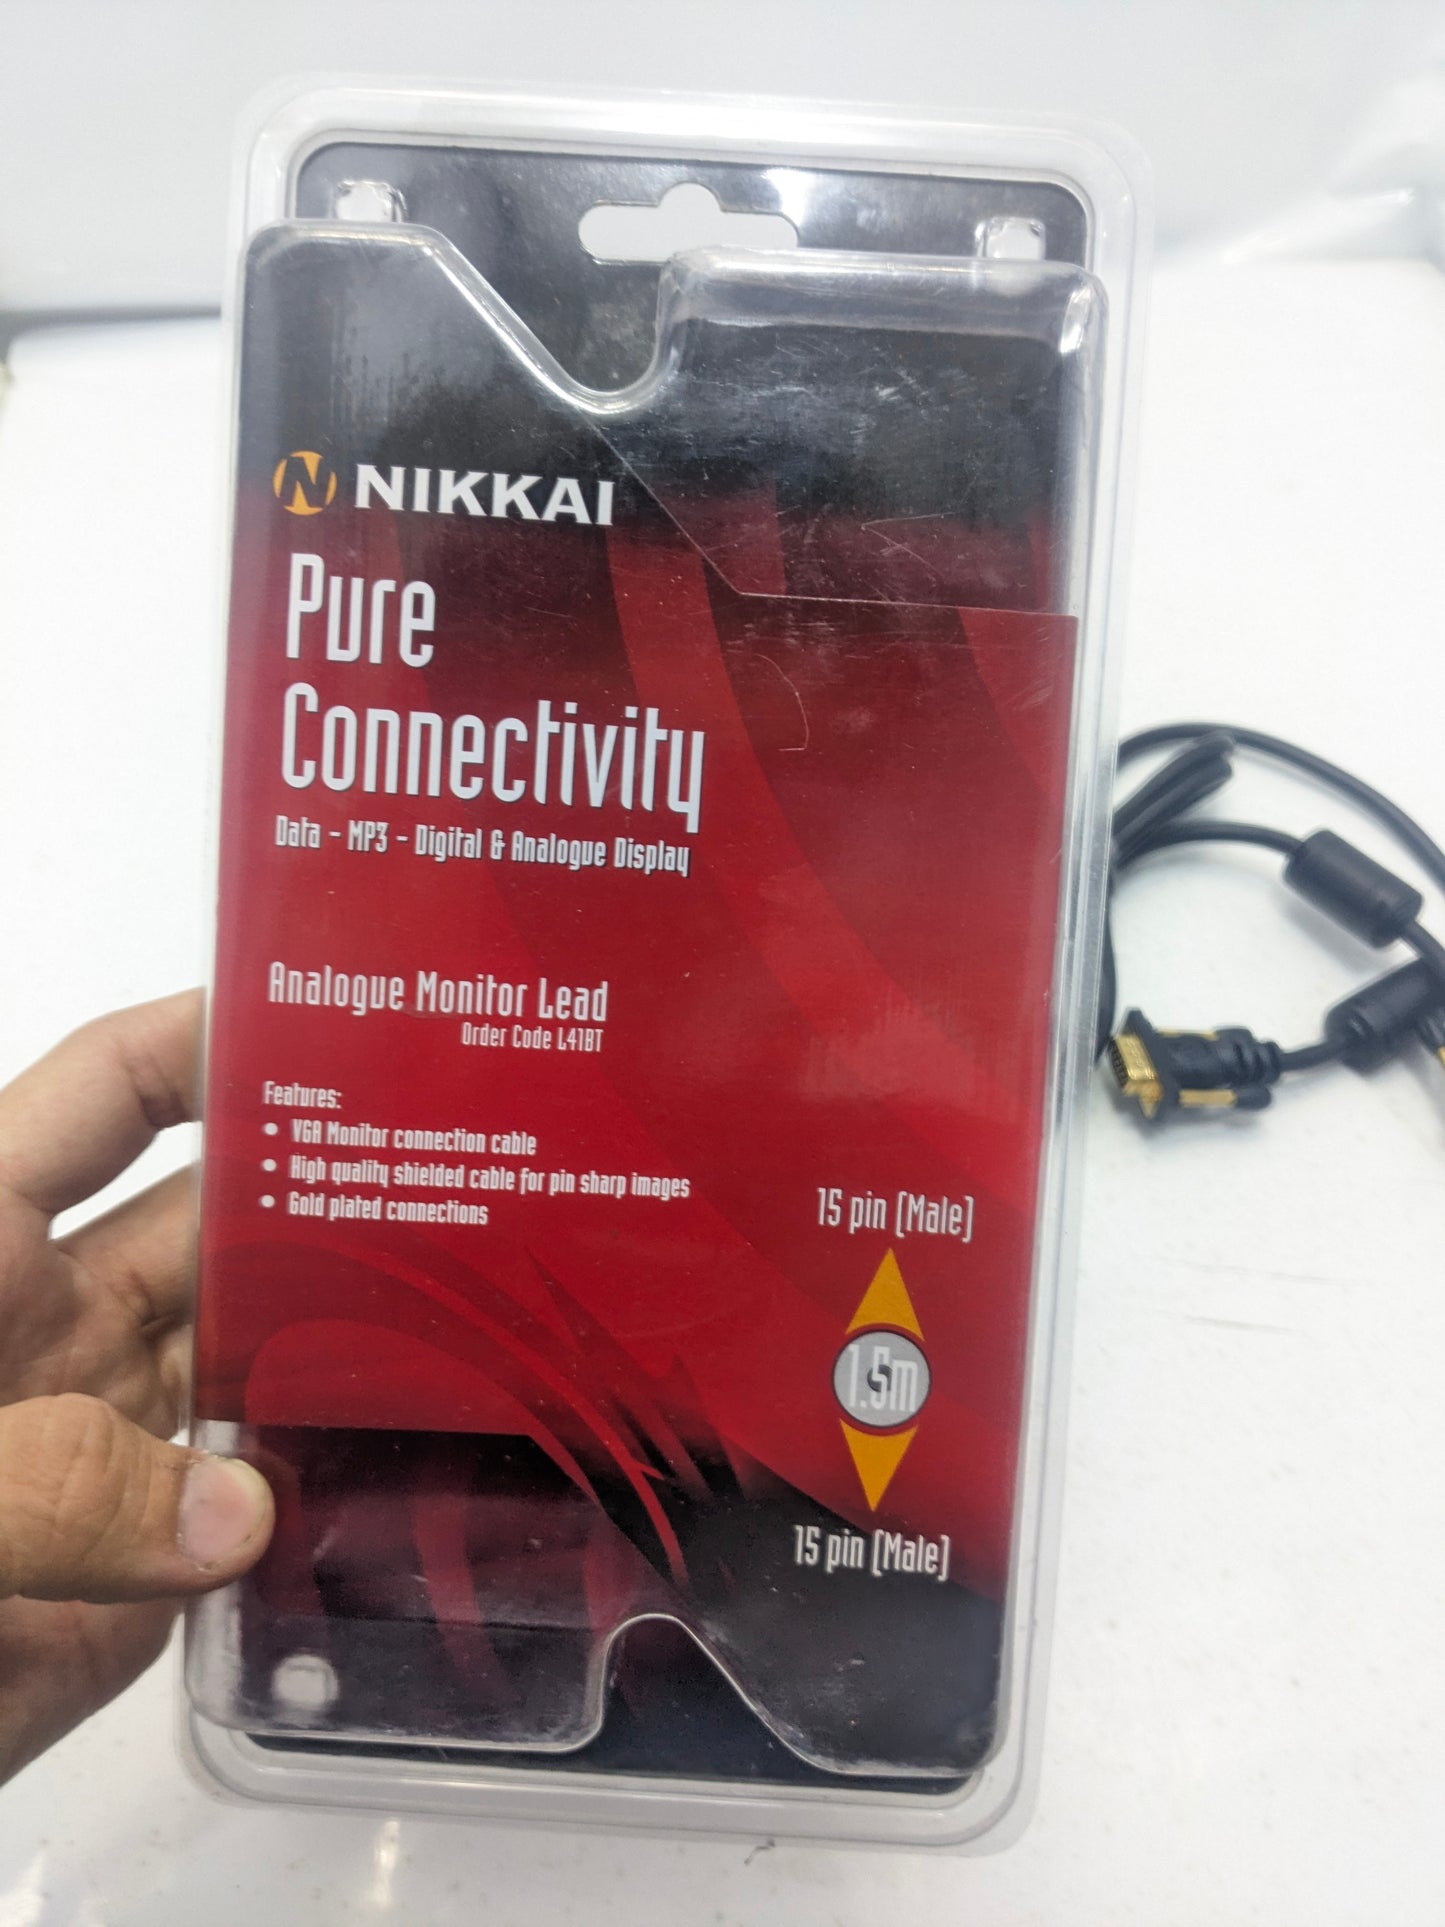 NIKKAI
Pure
Connectivity
Data - MP3 - Digital & Analogue Display
Analogue Monitor Lead
Order Code L41BT
Features:
• VGA Monitor connection cable
• High quality shielded cable for pin sharp images
• Gold plated connections
15 pin (Male)
1.5m
15 pin (Male)